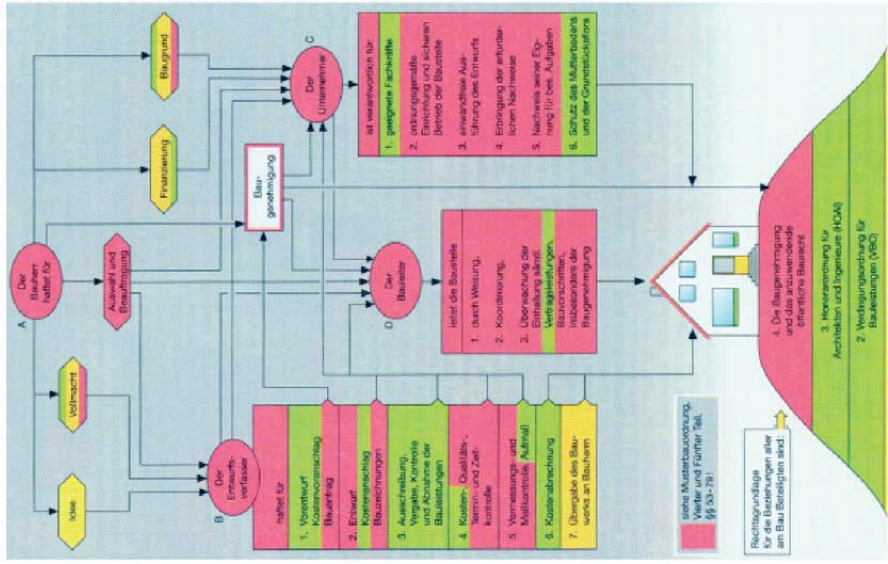 A
Der
Bauherr
haftet für
Idee
Vollmacht
Auswahl und
Beauftragung
Finanzierung
Baugrund
B
Der
Entwurfs-
verfasser
Bau-
genehmigung
Der
Unternehmer
C
D
Der
Bauleiter
haftet für
1. Vorentwurf
Kostenvoranschlag
Bauantrag
2. Entwurf
Kostenanschlag
Bauzeichnungen
3. Ausschreibung,
Vergabe, Kontrolle
und Abnahme der
Bauleistungen
4. Kosten-, Qualitäts-,
Termin- und Zeit-
kontrolle
5. Vermessungs- und
Maßkontrolle, Aufmaß
6. Kostenabrechnung
7. Übergabe des Bau-
werks an Bauherrn
leitet die Baustelle
1. durch Weisung,
2. Koordinierung,
3. Überwachung der
Einhaltung sämtl.
Vertragsleistungen,
Bauvorschriften,
insbesondere der
Baugenehmigung
ist verantwortlich für:
1. geeignete Fachkräfte
2. ordnungsgemäße
Einrichtung und sicheren
Betrieb der Baustelle
3. einwandfreie Aus-
führung des Entwurfs
4. Erbringung der erforder-
lichen Nachweise
5. Nachweis seiner Eig-
nung für bes. Aufgaben
6. Schutz des Mutterbodens
und der Grundstücksflora
siehe Musterbauordnung,
Vierter und Fünfter Teil,
§§ 53-79!
Rechtsgrundlage
für die Beziehungen aller
am Bau Beteiligten sind:
4. Die Baugenehmigung
und das anzuwendende
öffentliche Baurecht
3. Honorarordnung für
Architekten und Ingenieure (HOAI)
2. Verdingungsordnung für
Bauleistungen (VBO)